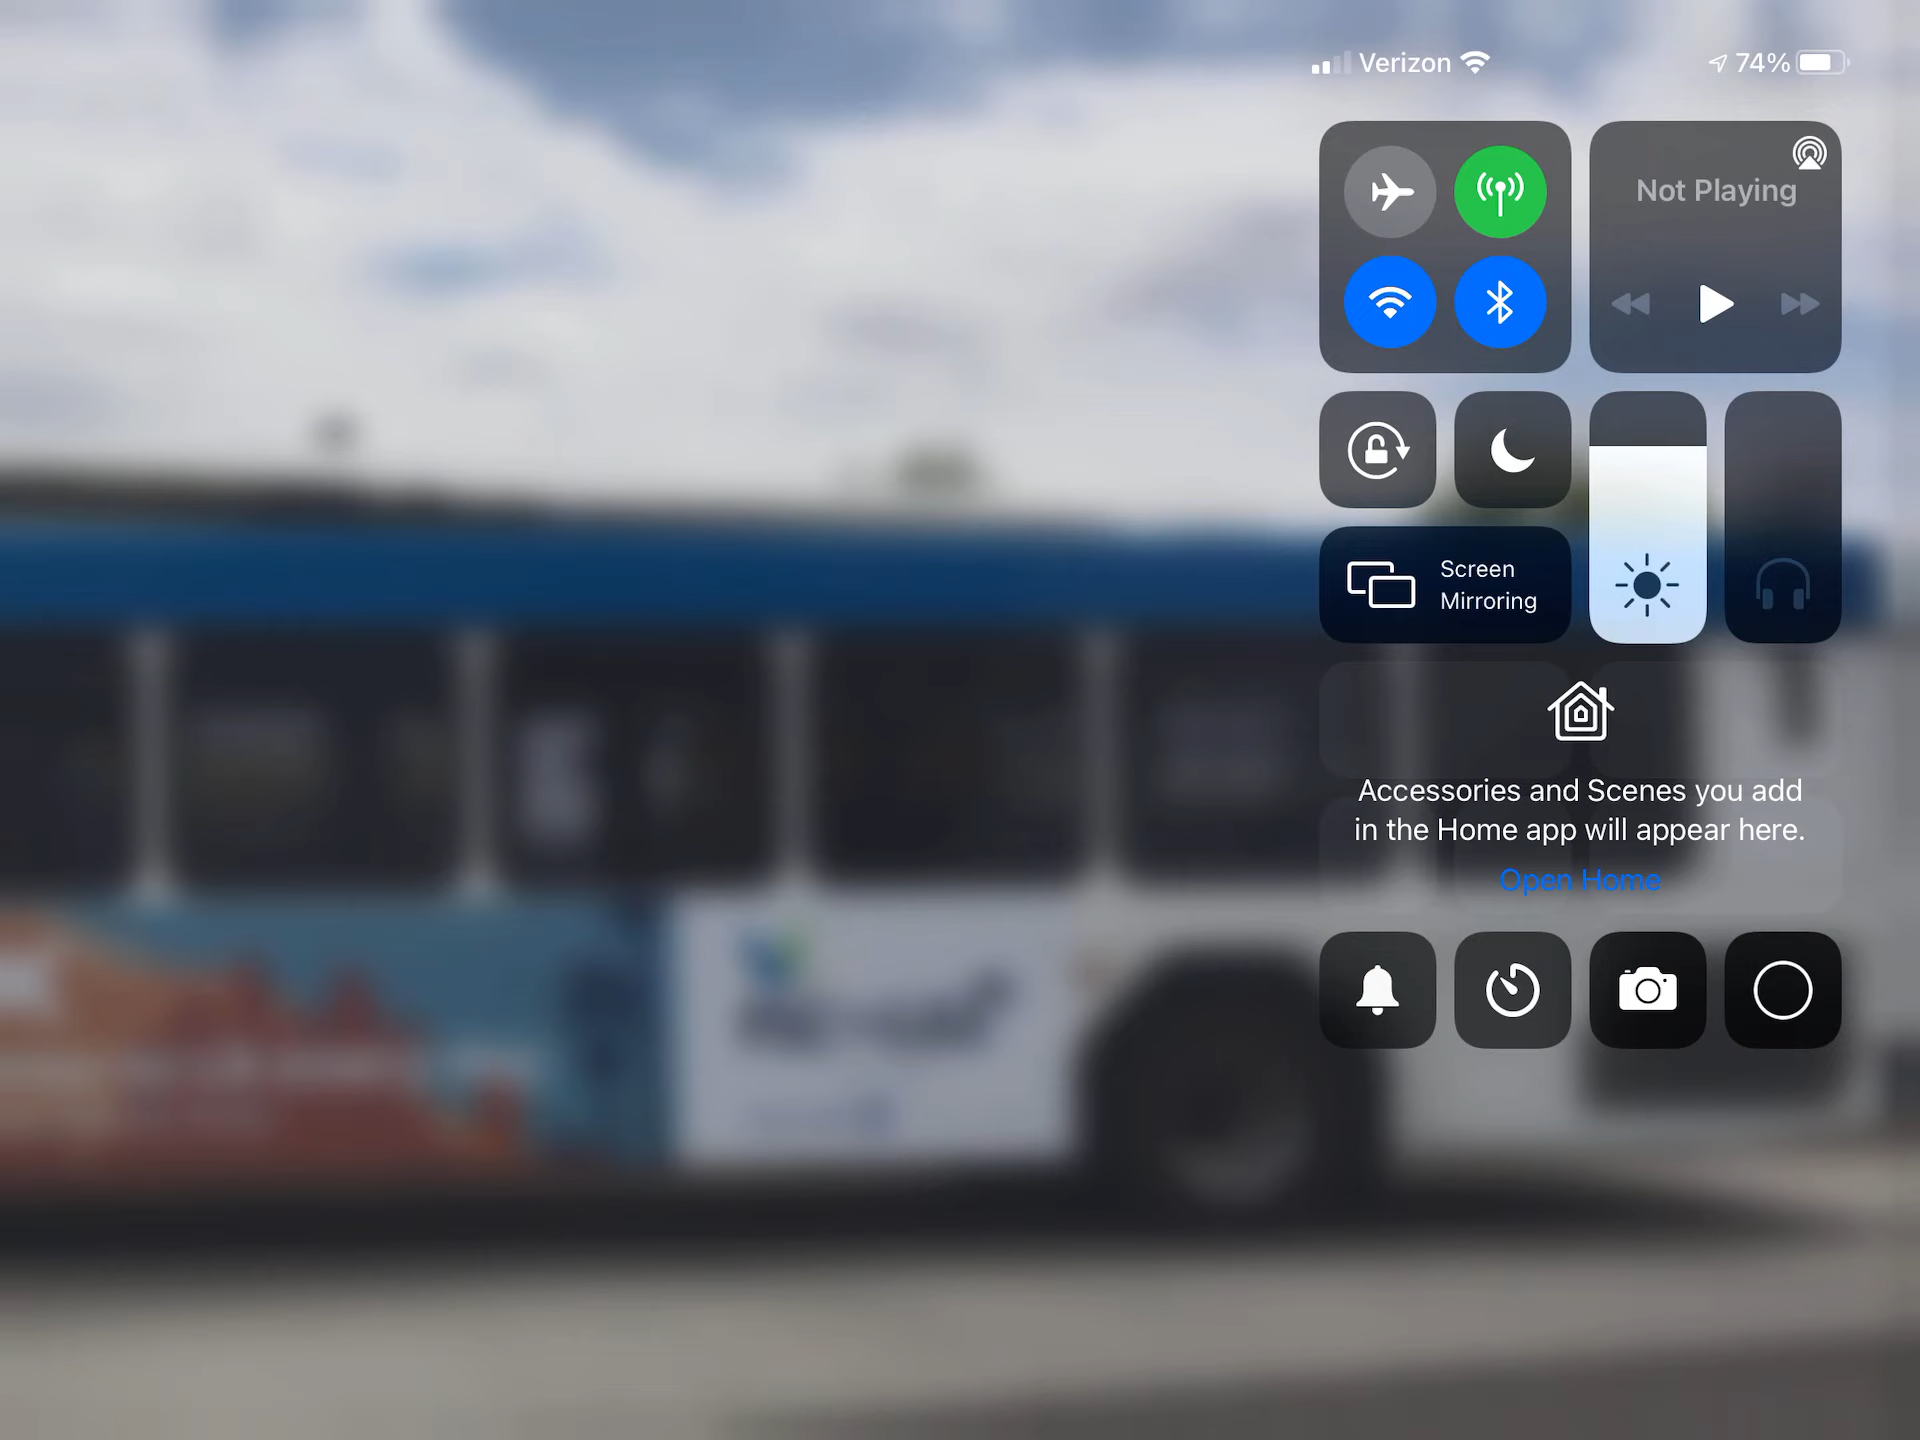 Verizon
74%
Not Playing
Screen
Mirroring
Accessories and Scenes you add
in the Home app will appear here.
Open Home